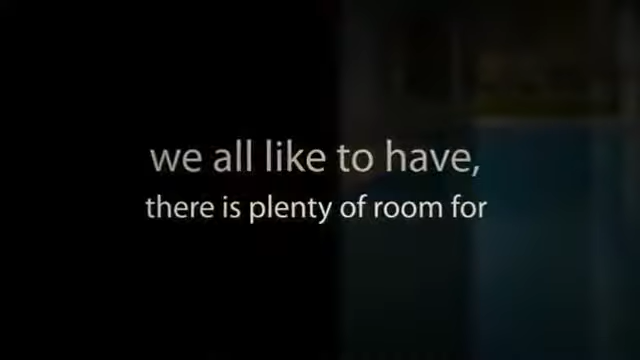 we all like to have,
there is plenty of room for